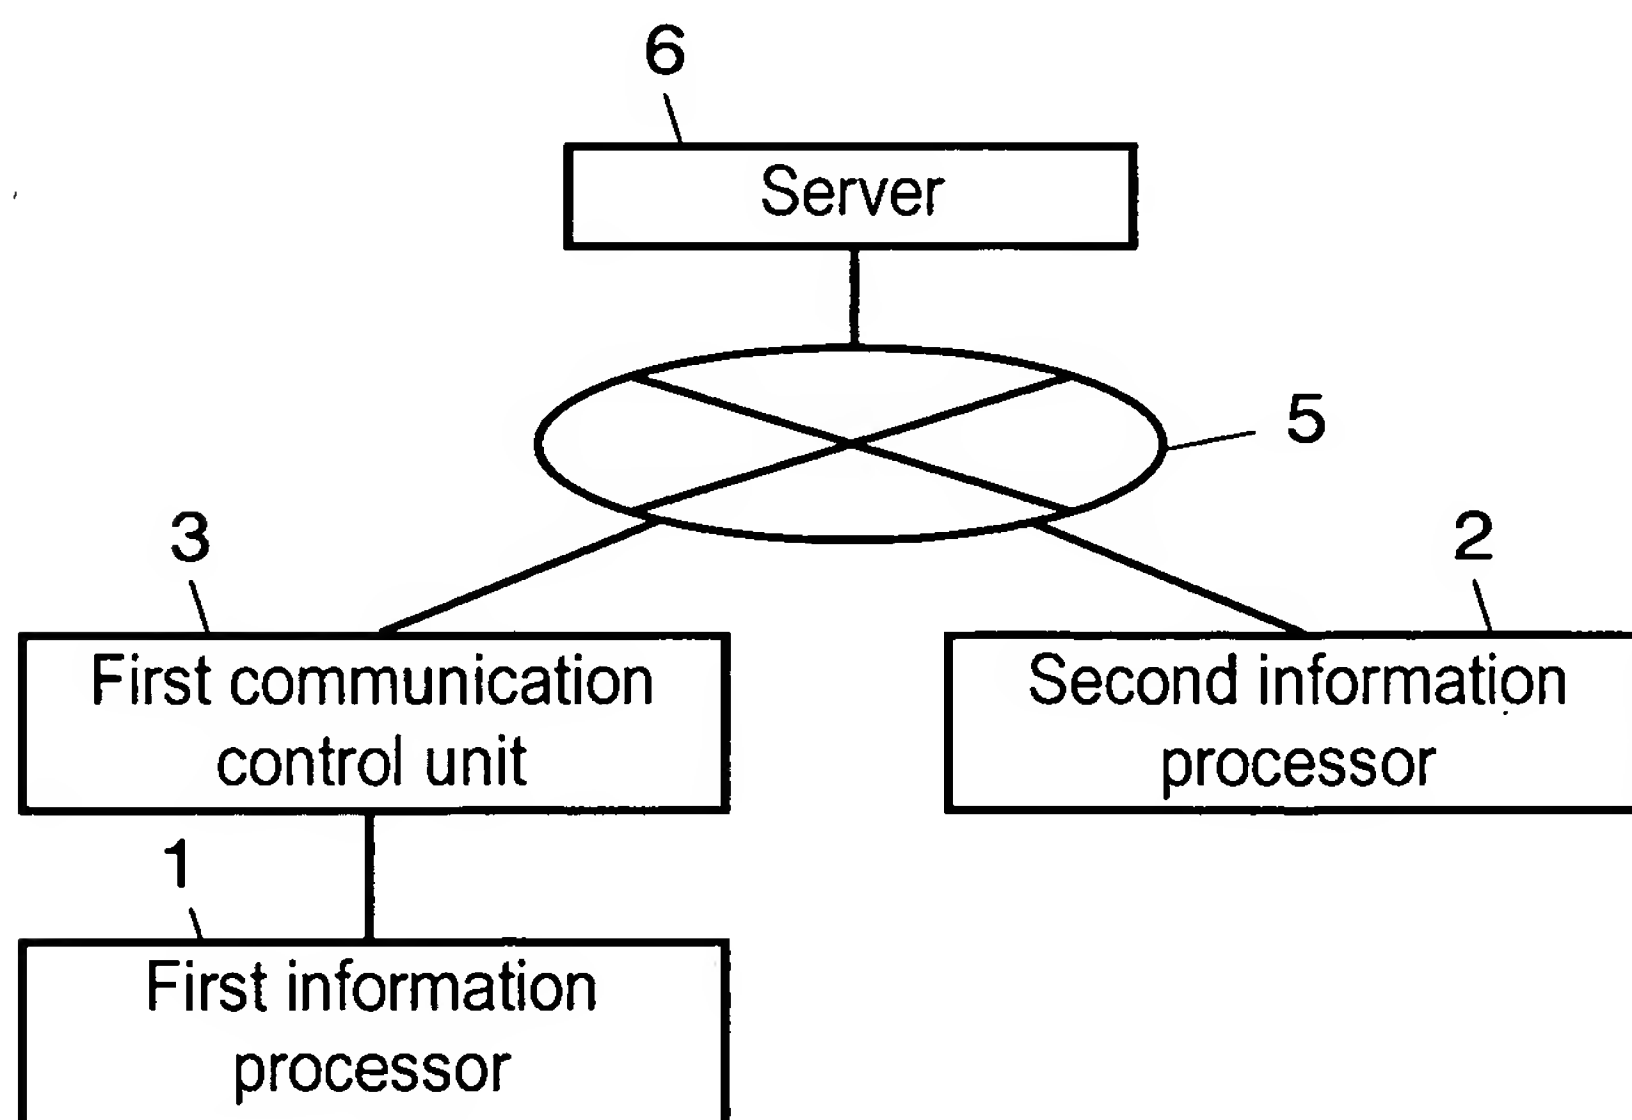 6
Server
5
3
2
First communication
control unit
Second information
processor
1
First information
processor